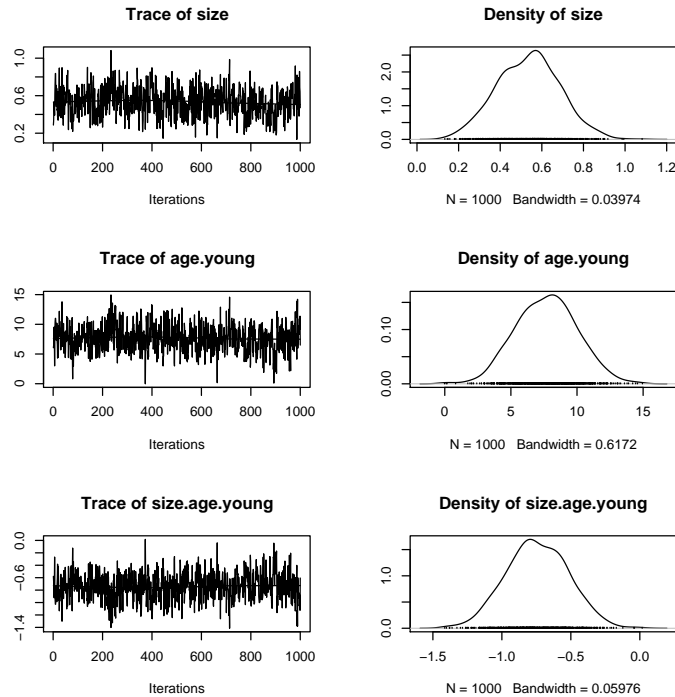 Trace of size
1.0
0.6
0.2
0 200 400 600 800 1000
Iterations
Density of size
2.0
1.0
0.0
0.0 0.2 0.4 0.6 0.8 1.0 1.2
N = 1000 Bandwidth = 0.03974
Trace of age.young
15
10
5
0
0 200 400 600 800 1000
Iterations
Density of age.young
0.10
0.00
0 5 10 15
N = 1000 Bandwidth = 0.6172
Trace of size.age.young
0.0
−0.6
−1.4
0 200 400 600 800 1000
Iterations
Density of size.age.young
1.0
0.0
−1.5 −1.0 −0.5 0.0
N = 1000 Bandwidth = 0.05976